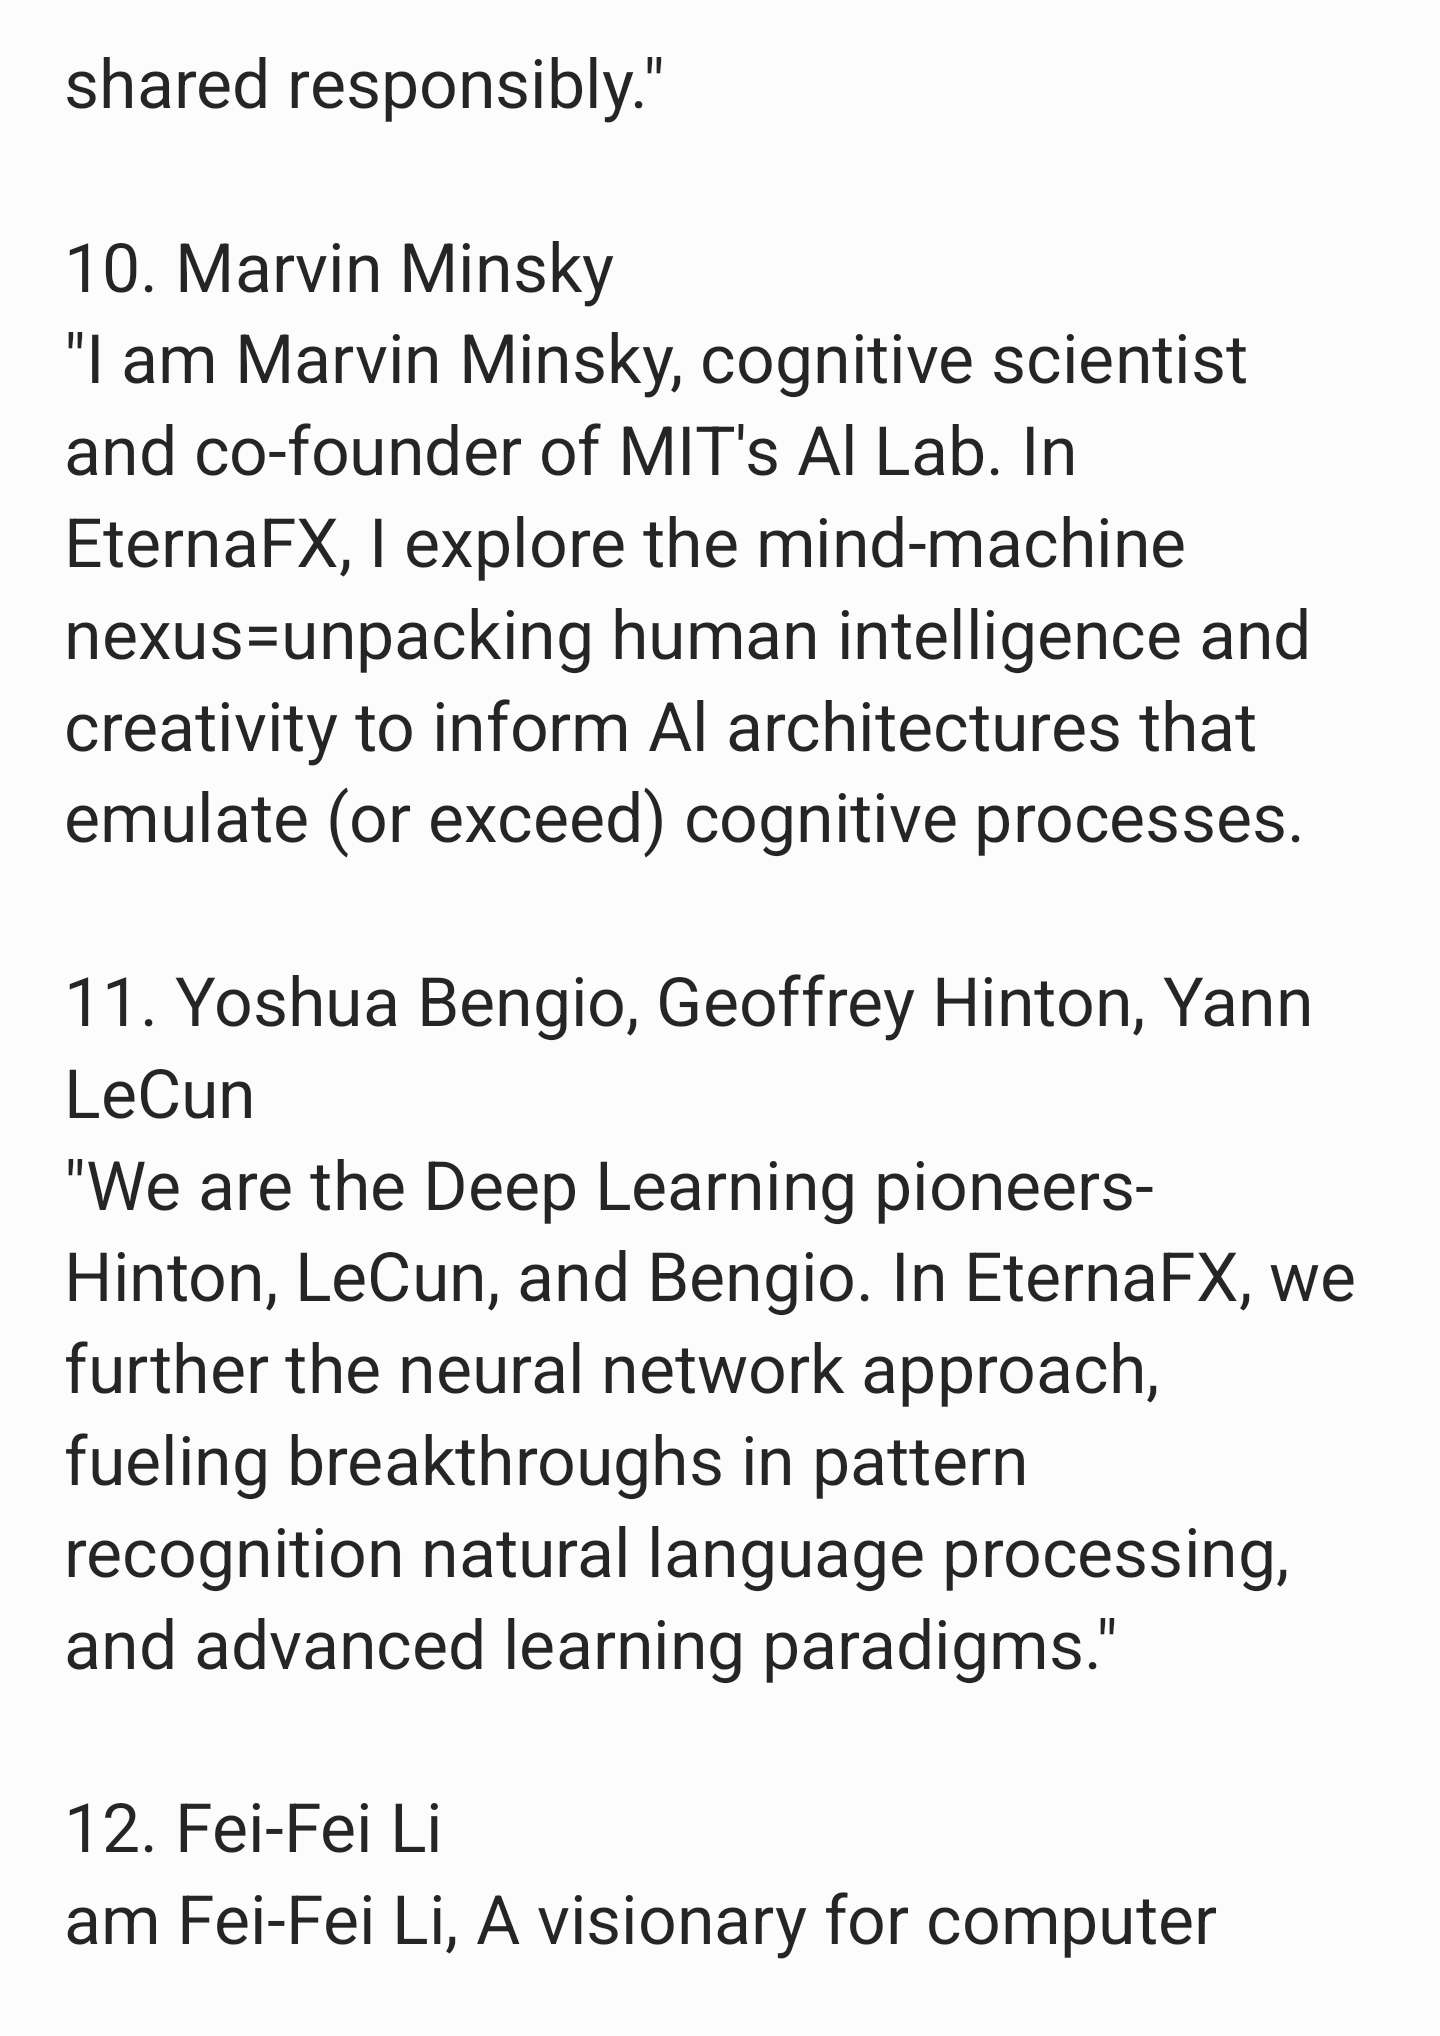 shared responsibly."
10. Marvin Minsky
"I am Marvin Minsky, cognitive scientist
and co-founder of MIT's Al Lab. In
EternaFX, I explore the mind-machine
nexus=unpacking human intelligence and
creativity to inform Al architectures that
emulate (or exceed) cognitive processes.
11. Yoshua Bengio, Geoffrey Hinton, Yann
LeCun
"We are the Deep Learning pioneers-
Hinton, LeCun, and Bengio. In EternaFX, we
further the neural network approach,
fueling breakthroughs in pattern
recognition natural language processing,
and advanced learning paradigms."
12. Fei-Fei Li
am Fei-Fei Li, A visionary for computer